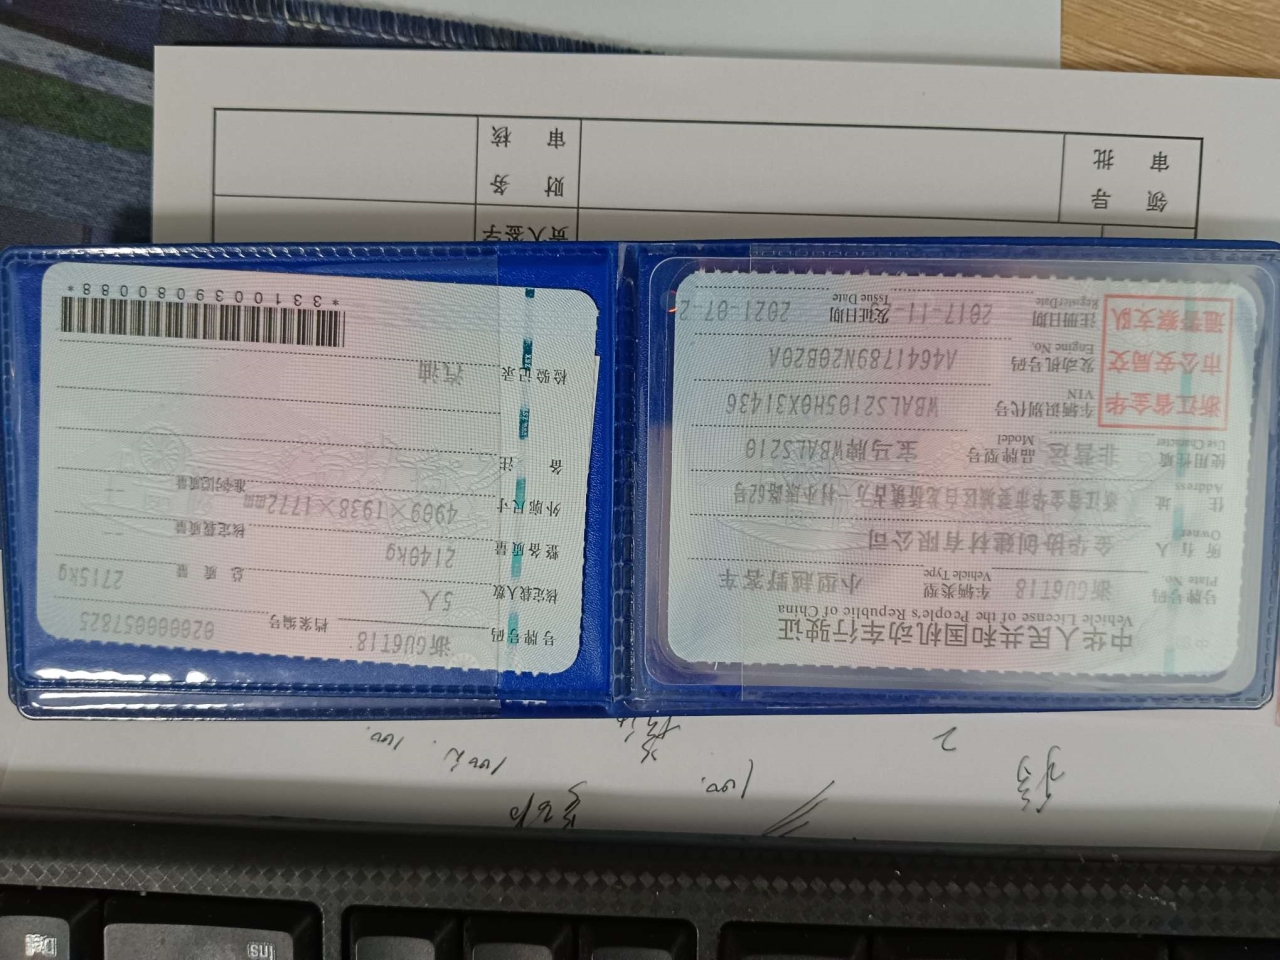 中华人民共和国机动车行驶证
Vehicle License of the People's Republic of China
号牌号码 浙GU6T18 车辆类型 小型越野客车
Plate No. Vehicle Type
所有人 金华协创建材有限公司
Owner
住址
Address
使用性质 非营运 品牌型号 宝马牌WBALS210
Use Character Model
浙江省金华
市公安局交
通警察支队
车辆识别代号 WBALS2105H0X31436
VIN
发动机号码 A4641789N20B20A
Engine No.
注册日期 2017-11-29 发证日期 2021-07-2
Register Date Issue Date
号牌号码 浙GU6T18 档案编号
核定载人数 5人 总质量 2715kg
整备质量 2140kg 核定载质量 --
外廓尺寸 4909×1938×1772mm 准牵引总质量 --
备注
检验记录 汽油
*3310039080088*
领导
审批
财务
审核
责人签字
Ins
Del